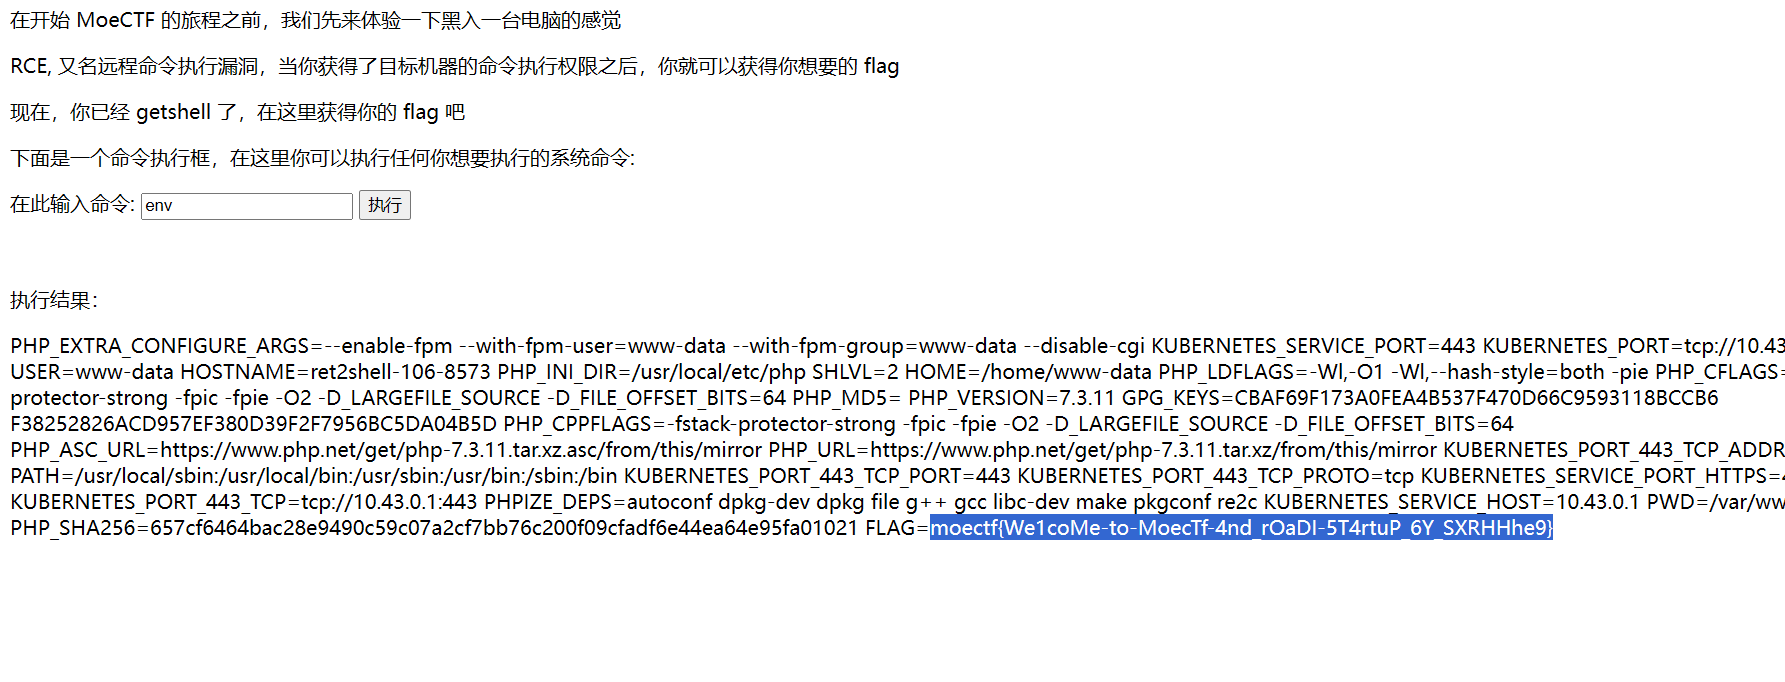 在开始 MoeCTF 的旅程之前，我们先来体验一下黑入一台电脑的感觉
RCE, 又名远程命令执行漏洞，当你获得了目标机器的命令执行权限之后，你就可以获得你想要的 flag
现在，你已经 getshell 了，在这里获得你的 flag 吧
下面是一个命令执行框，在这里你可以执行任何你想要执行的系统命令:
在此输入命令: env 执行
执行结果：
PHP_EXTRA_CONFIGURE_ARGS=--enable-fpm --with-fpm-user=www-data --with-fpm-group=www-data --disable-cgi KUBERNETES_SERVICE_PORT=443 KUBERNETES_PORT=tcp://10.43
USER=www-data HOSTNAME=ret2shell-106-8573 PHP_INI_DIR=/usr/local/etc/php SHLVL=2 HOME=/home/www-data PHP_LDFLAGS=-Wl,-O1 -Wl,--hash-style=both -pie PHP_CFLAGS=
protector-strong -fpic -fpie -O2 -D_LARGEFILE_SOURCE -D_FILE_OFFSET_BITS=64 PHP_MD5= PHP_VERSION=7.3.11 GPG_KEYS=CBAF69F173A0FEA4B537F470D66C9593118BCCB6
F38252826ACD957EF380D39F2F7956BC5DA04B5D PHP_CPPFLAGS=-fstack-protector-strong -fpic -fpie -O2 -D_LARGEFILE_SOURCE -D_FILE_OFFSET_BITS=64
PHP_ASC_URL=https://www.php.net/get/php-7.3.11.tar.xz.asc/from/this/mirror PHP_URL=https://www.php.net/get/php-7.3.11.tar.xz/from/this/mirror KUBERNETES_PORT_443_TCP_ADDR
PATH=/usr/local/sbin:/usr/local/bin:/usr/sbin:/usr/bin:/sbin:/bin KUBERNETES_PORT_443_TCP_PORT=443 KUBERNETES_PORT_443_TCP_PROTO=tcp KUBERNETES_SERVICE_PORT_HTTPS=4
KUBERNETES_PORT_443_TCP=tcp://10.43.0.1:443 PHPIZE_DEPS=autoconf dpkg-dev dpkg file g++ gcc libc-dev make pkgconf re2c KUBERNETES_SERVICE_HOST=10.43.0.1 PWD=/var/ww
PHP_SHA256=657cf6464bac28e9490c59c07a2cf7bb76c200f09cfadf6e44ea64e95fa01021 FLAG=moectf{We1coMe-to-MoecTf-4nd_rOaDI-5T4rtuP_6Y_SXRHHhe9}